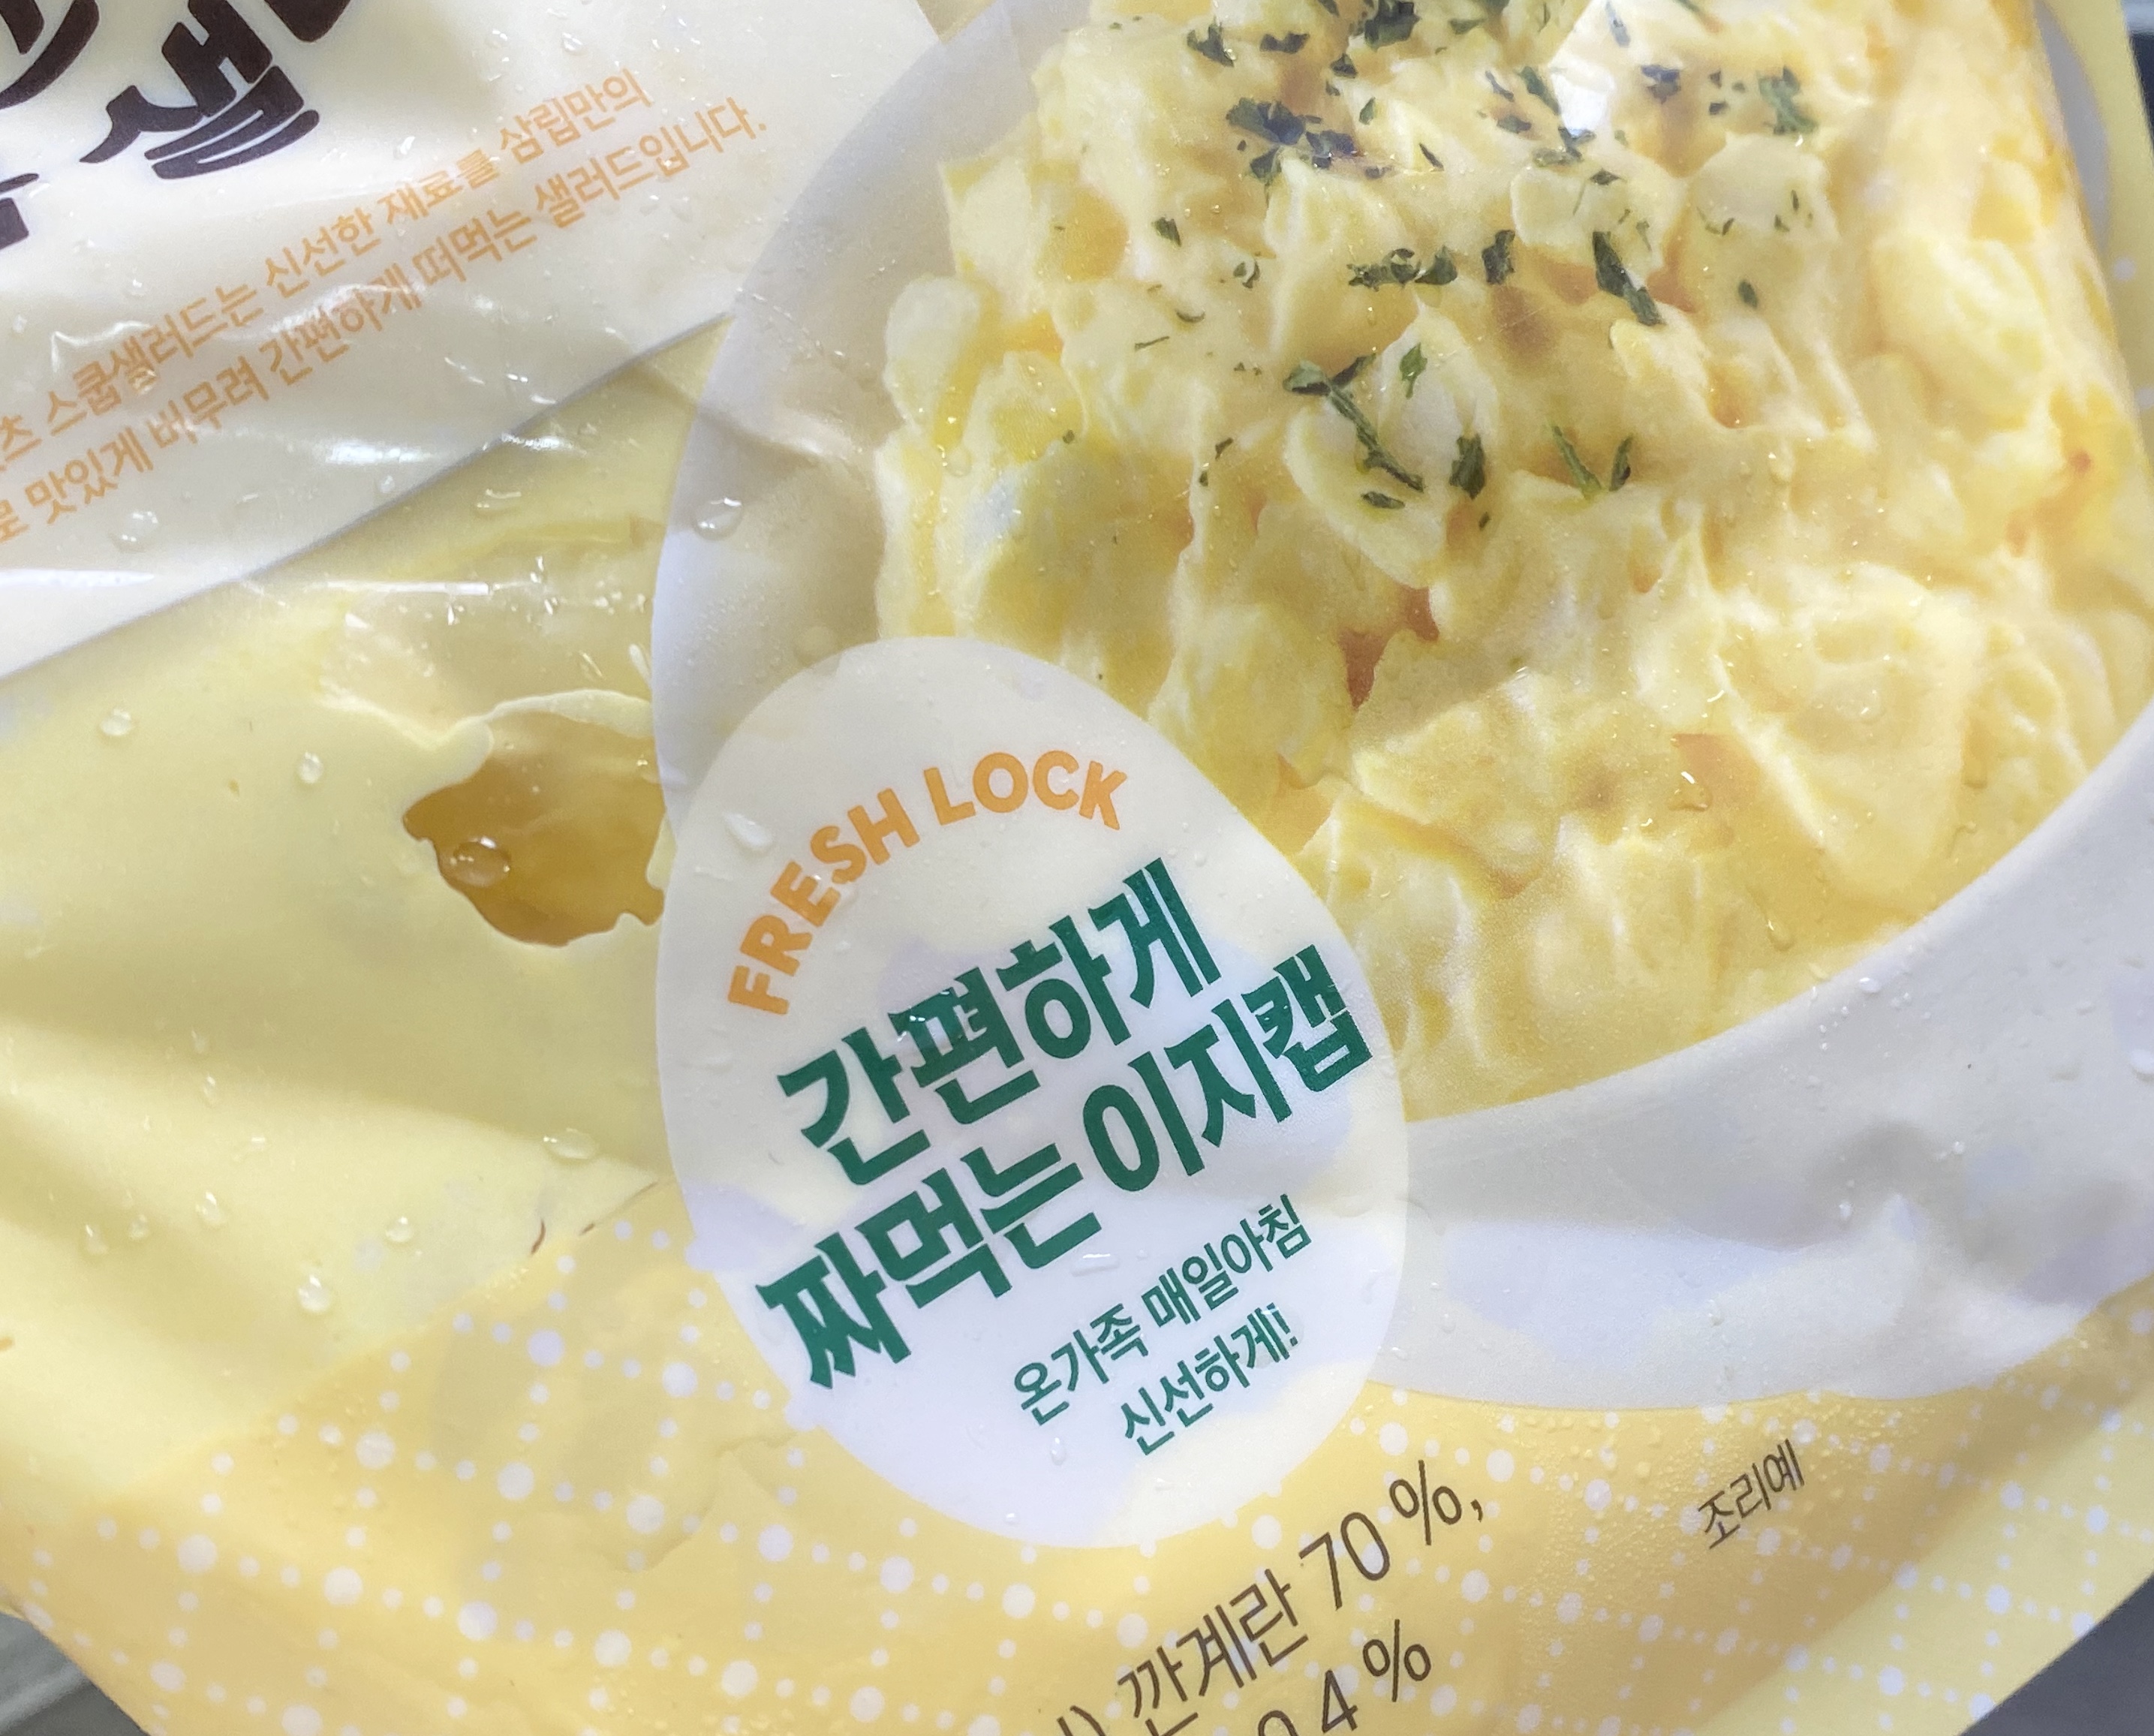 샐
스쿱샐러드는 신선한 재료를 삼립만의
맛있게 버무려 간편하게 떠먹는 샐러드입니다.
FRESH LOCK
간편하게
짜먹는 이지캡
온가족 매일아침
신선하게!
조리예
깐계란 70 %,
4 %